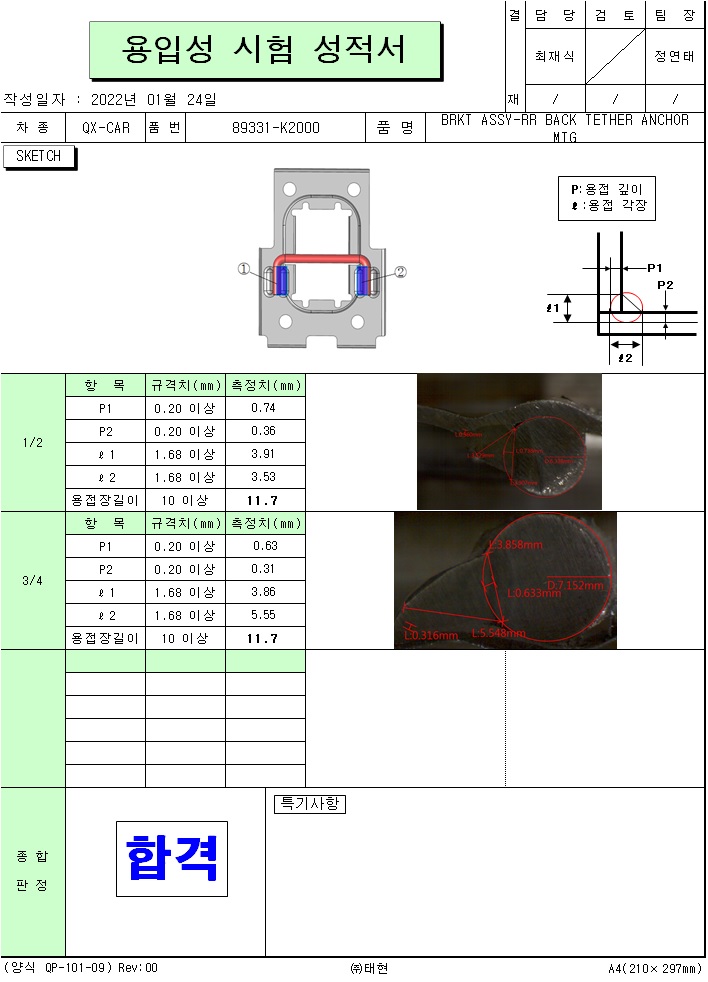 용입성 시험 성적서
결 재
담 당
검 토
팀 장
최재식
정연태
/ / /
작성일자 : 2022년 01월 24일
차 종 QX-CAR 품 번 89331-K2000 품 명 BRKT ASSY-RR BACK TETHER ANCHOR
MTG
SKETCH
P:용접 깊이
ℓ:용접 각장
① ②
P1
P2
ℓ1
ℓ2
1/2
항 목 규격치(mm) 측정치(mm)
P1 0.20 이상 0.74
P2 0.20 이상 0.36
ℓ1 1.68 이상 3.91
ℓ2 1.68 이상 3.53
용접장길이 10 이상 11.7
3/4
항 목 규격치(mm) 측정치(mm)
P1 0.20 이상 0.63
P2 0.20 이상 0.31
ℓ1 1.68 이상 3.86
ℓ2 1.68 이상 5.55
용접장길이 10 이상 11.7
L:3.858mm
D:7.152mm
L:0.633mm
L:0.316mm
L:5.548mm
종 합
판 정
합격
특기사항
(양식 QP-101-09) Rev:00 ㈜태현 A4(210×297mm)